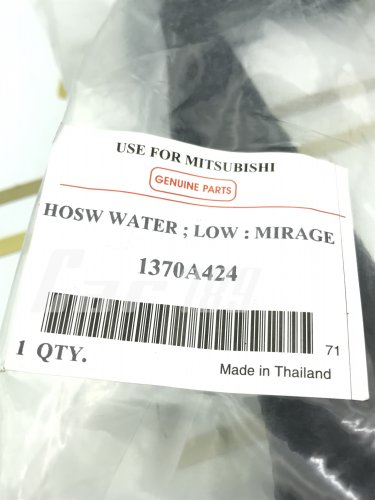 USE FOR MITSUBISHI
GENUINE PARTS
HOSW WATER ; LOW : MIRAGE
1370A424
71
1 QTY.
Made in Thailand